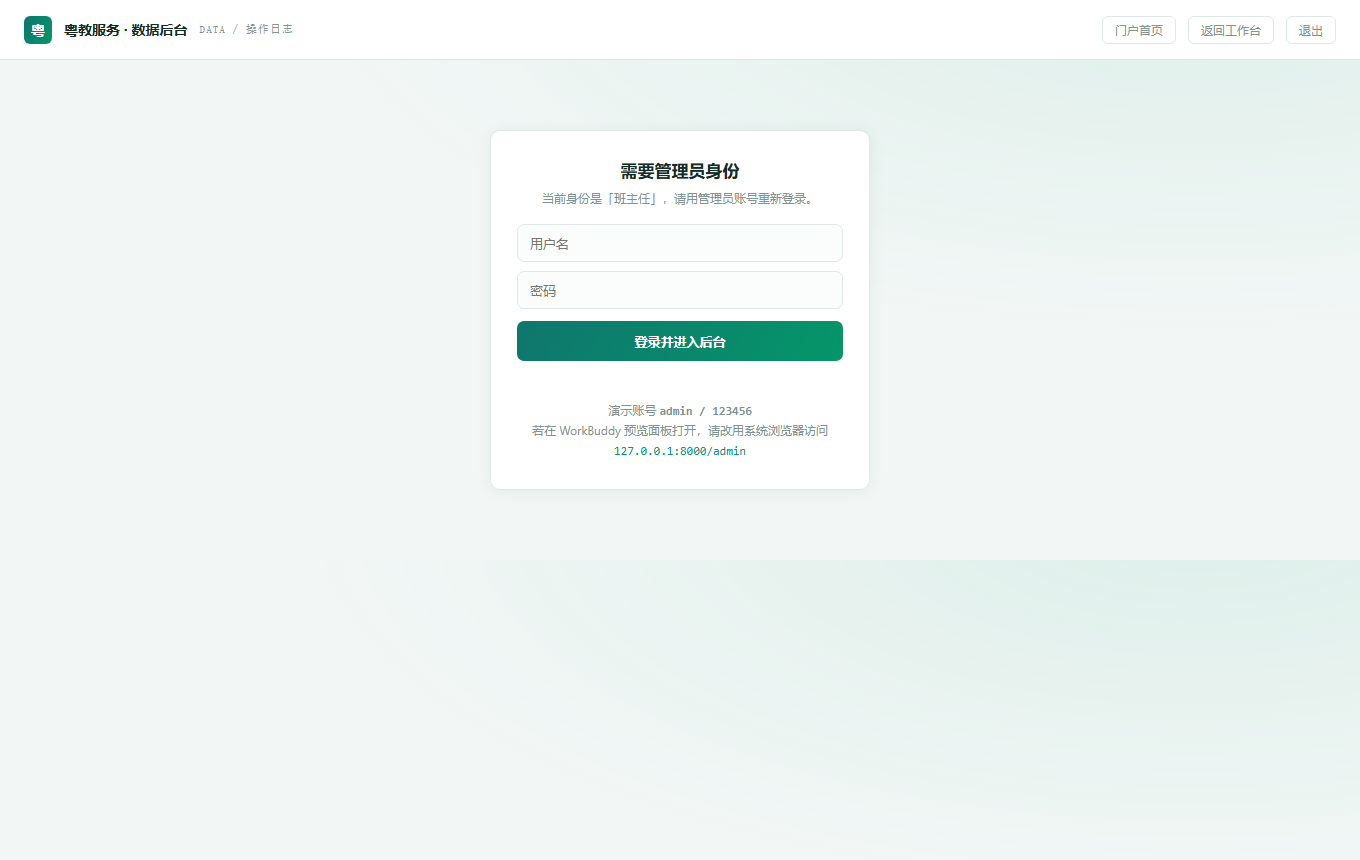 粤
粤教服务 · 数据后台
DATA / 操作日志
门户首页
返回工作台
退出
需要管理员身份
当前身份是「班主任」，请用管理员账号重新登录。
用户名
密码
登录并进入后台
演示账号 admin / 123456
若在 WorkBuddy 预览面板打开，请改用系统浏览器访问
127.0.0.1:8000/admin